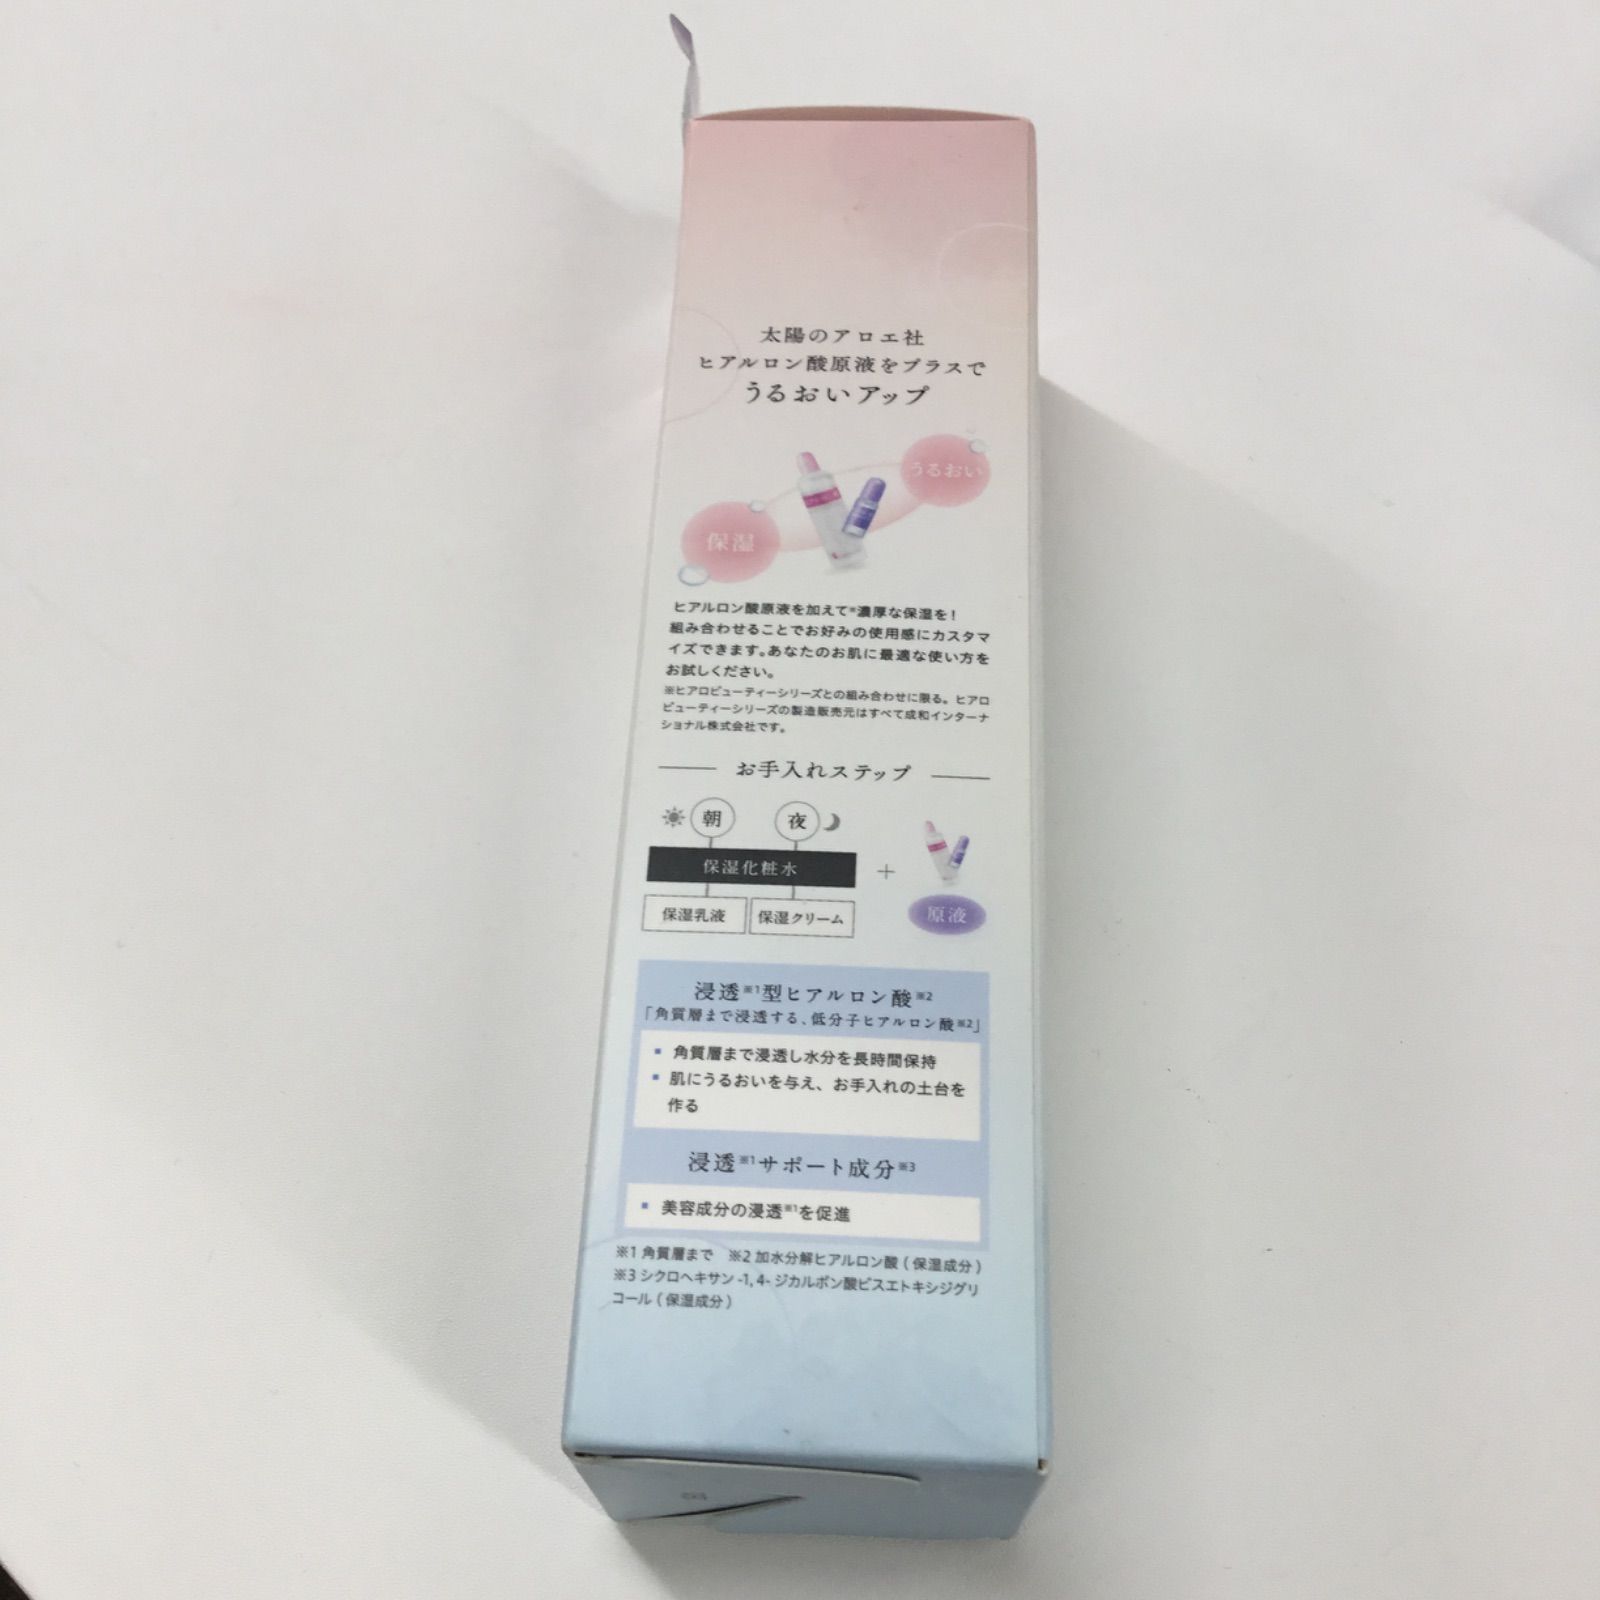 太陽のアロエ社
ヒアルロン酸原液をプラスで
うるおいアップ
うるおい
保湿
ヒアルロン酸原液を加えて※濃厚な保湿を!
組み合わせることでお好みの使用感にカスタマ
イズできます。あなたのお肌に最適な使い方を
お試しください。
※ヒアロビューティーシリーズとの組み合わせに限る。ヒアロ
ビューティーシリーズの製造販売元はすべて成和インターナ
ショナル株式会社です。
お手入れステップ
朝 夜
保湿化粧水 +
保湿乳液 保湿クリーム 原液
浸透※1型ヒアルロン酸※2
「角質層まで浸透する、低分子ヒアルロン酸※2」
▪ 角質層まで浸透し水分を長時間保持
▪ 肌にうるおいを与え、お手入れの土台を
作る
浸透※1サポート成分※3
▪ 美容成分の浸透※1を促進
※1 角質層まで ※2 加水分解ヒアルロン酸 ( 保湿成分 )
※3 シクロヘキサン -1, 4- ジカルボン酸ビスエトキシジグリ
コール ( 保湿成分 )